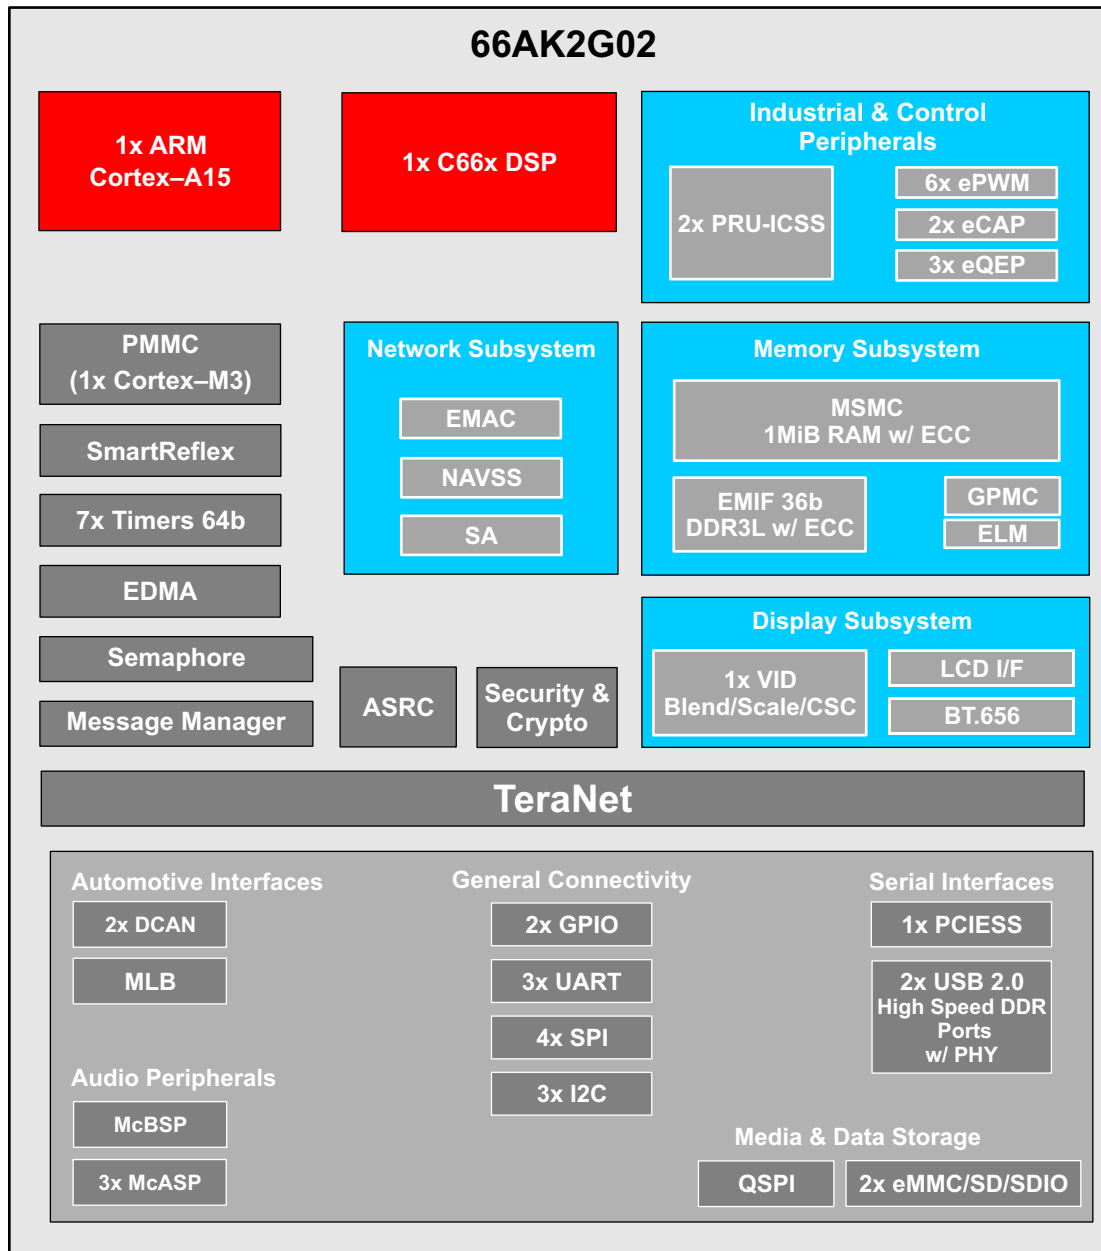 66AK2G02
1x ARM
Cortex–A15
1x C66x DSP
Industrial & Control
Peripherals
2x PRU-ICSS
6x ePWM
2x eCAP
3x eQEP
PMMC
(1x Cortex–M3)
SmartReflex
7x Timers 64b
EDMA
Semaphore
Message Manager
Network Subsystem
EMAC
NAVSS
SA
Memory Subsystem
MSMC
1MiB RAM w/ ECC
EMIF 36b
DDR3L w/ ECC
GPMC
ELM
ASRC
Security &
Crypto
Display Subsystem
1x VID
Blend/Scale/CSC
LCD I/F
BT.656
TeraNet
Automotive Interfaces
2x DCAN
MLB
Audio Peripherals
McBSP
3x McASP
General Connectivity
2x GPIO
3x UART
4x SPI
3x I2C
Serial Interfaces
1x PCIESS
2x USB 2.0
High Speed DDR
Ports
w/ PHY
Media & Data Storage
QSPI
2x eMMC/SD/SDIO